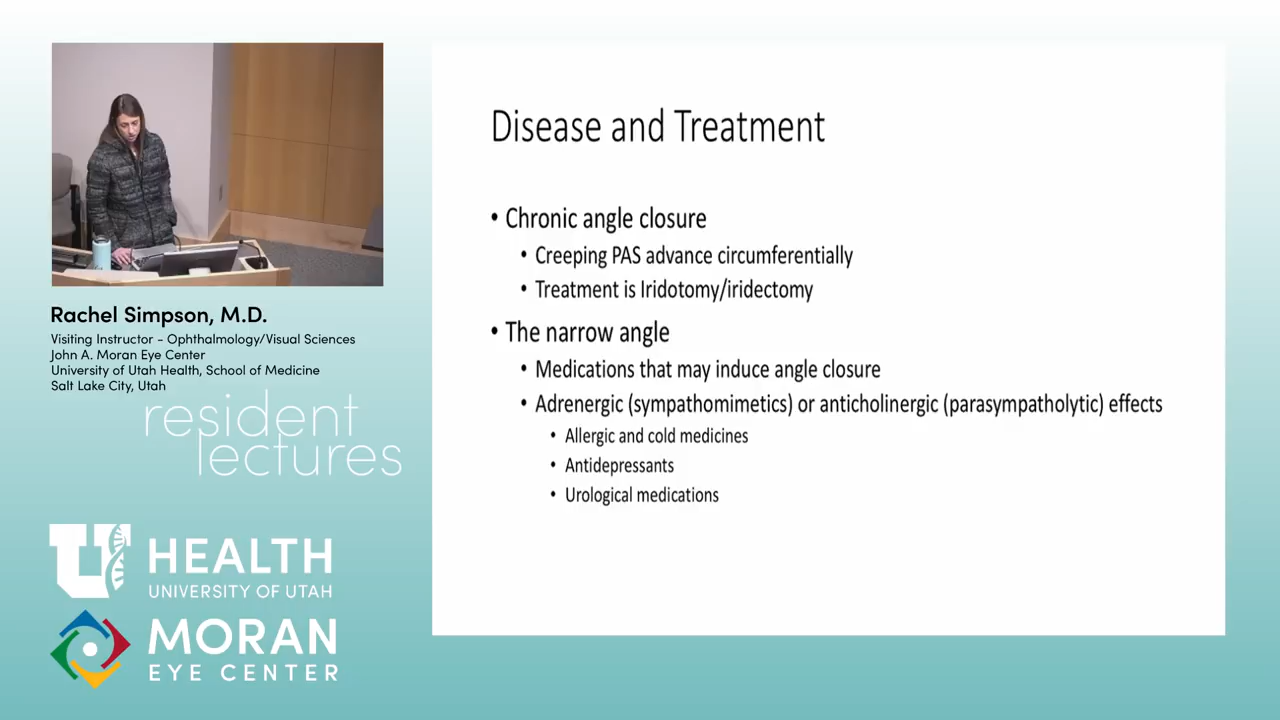 Rachel Simpson, M.D.
Visiting Instructor - Ophthalmology/Visual Sciences
John A. Moran Eye Center
University of Utah Health, School of Medicine
Salt Lake City, Utah
resident
lectures
U HEALTH
UNIVERSITY OF UTAH
MORAN
EYE CENTER
Disease and Treatment
• Chronic angle closure
• Creeping PAS advance circumferentially
• Treatment is Iridotomy/iridectomy
• The narrow angle
• Medications that may induce angle closure
• Adrenergic (sympathomimetics) or anticholinergic (parasympatholytic) effects
• Allergic and cold medicines
• Antidepressants
• Urological medications